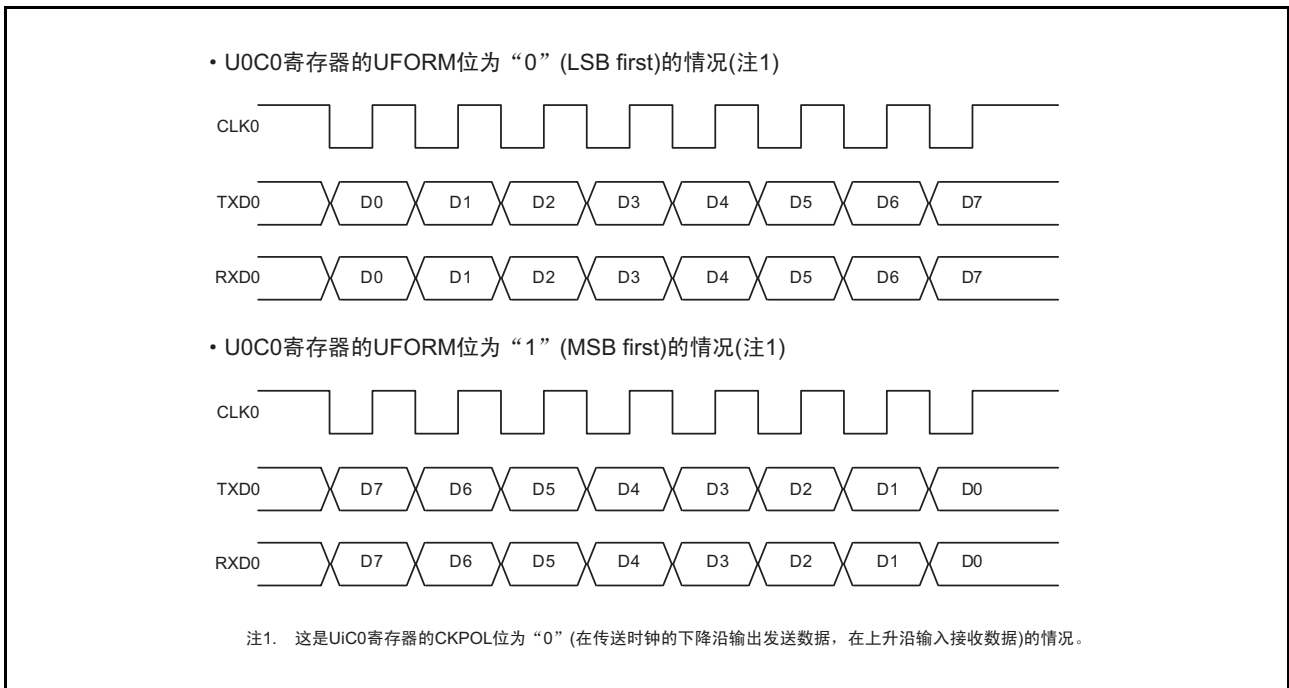 • U0C0寄存器的UFORM位为“0”(LSB first)的情况(注1)
CLK0
TXD0 D0 D1 D2 D3 D4 D5 D6 D7
RXD0 D0 D1 D2 D3 D4 D5 D6 D7
• U0C0寄存器的UFORM位为“1”(MSB first)的情况(注1)
CLK0
TXD0 D7 D6 D5 D4 D3 D2 D1 D0
RXD0 D7 D6 D5 D4 D3 D2 D1 D0
注1. 这是UiC0寄存器的CKPOL位为“0”(在传送时钟的下降沿输出发送数据，在上升沿输入接收数据)的情况。